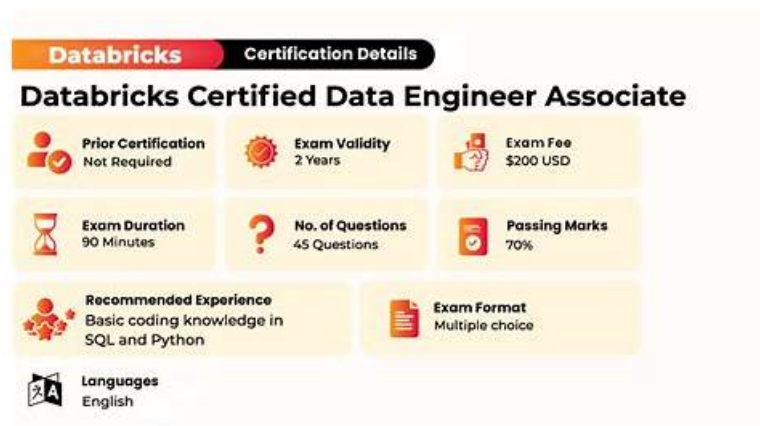 Databricks
Certification Details
Databricks Certified Data Engineer Associate
Prior Certification
Not Required
Exam Validity
2 Years
Exam Fee
$200 USD
Exam Duration
90 Minutes
No. of Questions
45 Questions
Passing Marks
70%
Recommended Experience
Basic coding knowledge in
SQL and Python
Exam Format
Multiple choice
Languages
English